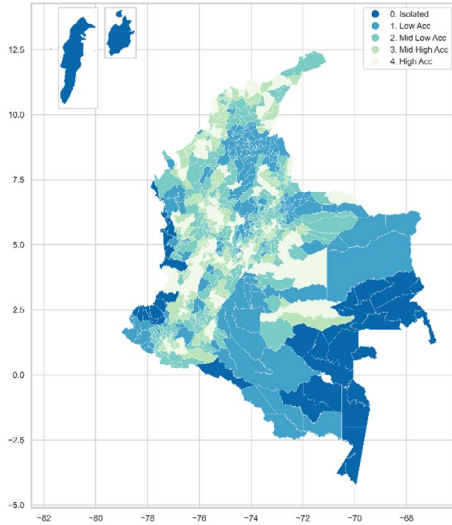 0. Isolated
1. Low Acc
2. Mid Low Acc
3. Mid High Acc
4. High Acc
12.5
10.0
7.5
5.0
2.5
0.0
−2.5
−5.0
−82 −80 −78 −76 −74 −72 −70 −68